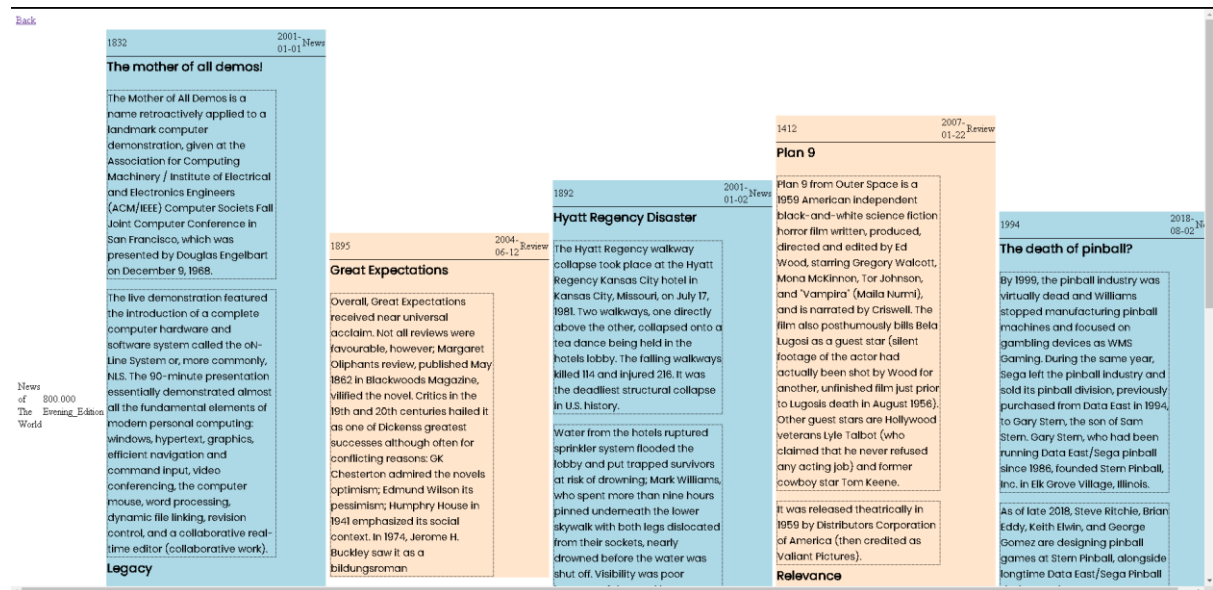 Back
News
of
The
World
800.000
Evening_Edition
1832
2001-
01-01
News
The mother of all demos!
The Mother of All Demos is a
name retroactively applied to a
landmark computer
demonstration, given at the
Association for Computing
Machinery / Institute of Electrical
and Electronics Engineers
(ACM/IEEE) Computer Societs Fall
Joint Computer Conference in
San Francisco, which was
presented by Douglas Engelbart
on December 9, 1968.
The live demonstration featured
the introduction of a complete
computer hardware and
software system called the oN-
Line System or, more commonly,
NLS. The 90-minute presentation
essentially demonstrated almost
all the fundamental elements of
modern personal computing:
windows, hypertext, graphics,
efficient navigation and
command input, video
conferencing, the computer
mouse, word processing,
dynamic file linking, revision
control, and a collaborative real-
time editor (collaborative work).
Legacy
1895
2004-
06-12
Review
Great Expectations
Overall, Great Expectations
received near universal
acclaim. Not all reviews were
favourable, however; Margaret
Oliphants review, published May
1862 in Blackwoods Magazine,
vilified the novel. Critics in the
19th and 20th centuries hailed it
as one of Dickenss greatest
successes although often for
conflicting reasons: GK
Chesterton admired the novels
optimism; Edmund Wilson its
pessimism; Humphry House in
1941 emphasized its social
context. In 1974, Jerome H.
Buckley saw it as a
bildungsroman
1892
2001-
01-02
News
Hyatt Regency Disaster
The Hyatt Regency walkway
collapse took place at the Hyatt
Regency Kansas City hotel in
Kansas City, Missouri, on July 17,
1981. Two walkways, one directly
above the other, collapsed onto a
tea dance being held in the
hotels lobby. The falling walkways
killed 114 and injured 216. It was
the deadliest structural collapse
in U.S. history.
Water from the hotels ruptured
sprinkler system flooded the
lobby and put trapped survivors
at risk of drowning; Mark Williams,
who spent more than nine hours
pinned underneath the lower
skywalk with both legs dislocated
from their sockets, nearly
drowned before the water was
shut off. Visibility was poor
1412
2007-
01-22
Review
Plan 9
Plan 9 from Outer Space is a
1959 American independent
black-and-white science fiction
horror film written, produced,
directed and edited by Ed
Wood, starring Gregory Walcott,
Mona McKinnon, Tor Johnson,
and "Vampira" (Maila Nurmi),
and is narrated by Criswell. The
film also posthumously bills Bela
Lugosi as a guest star (silent
footage of the actor had
actually been shot by Wood for
another, unfinished film just prior
to Lugosis death in August 1956).
Other guest stars are Hollywood
veterans Lyle Talbot (who
claimed that he never refused
any acting job) and former
cowboy star Tom Keene.
It was released theatrically in
1959 by Distributors Corporation
of America (then credited as
Valiant Pictures).
Relevance
1994
2018-
08-02
The death of pinball?
By 1999, the pinball industry was
virtually dead and Williams
stopped manufacturing pinball
machines and focused on
gambling devices as WMS
Gaming. During the same year,
Sega left the pinball industry and
sold its pinball division, previously
purchased from Data East in 1994,
to Gary Stern, the son of Sam
Stern. Gary Stern, who had been
running Data East/Sega pinball
since 1986, founded Stern Pinball,
Inc. in Elk Grove Village, Illinois.
As of late 2018, Steve Ritchie, Brian
Eddy, Keith Elwin, and George
Gomez are designing pinball
games at Stern Pinball, alongside
longtime Data East/Sega Pinball